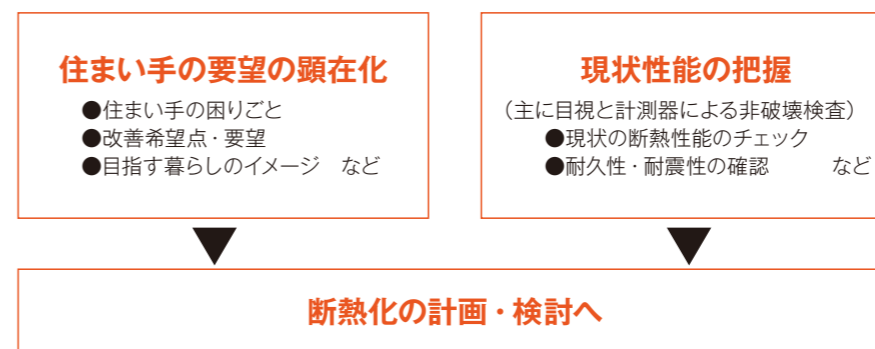 住まい手の要望の顕在化
●住まい手の困りごと
●改善希望点・要望
●目指す暮らしのイメージ　など
現状性能の把握
（主に目視と計測器による非破壊検査）
●現状の断熱性能のチェック
●耐久性・耐震性の確認　　　など
断熱化の計画・検討へ